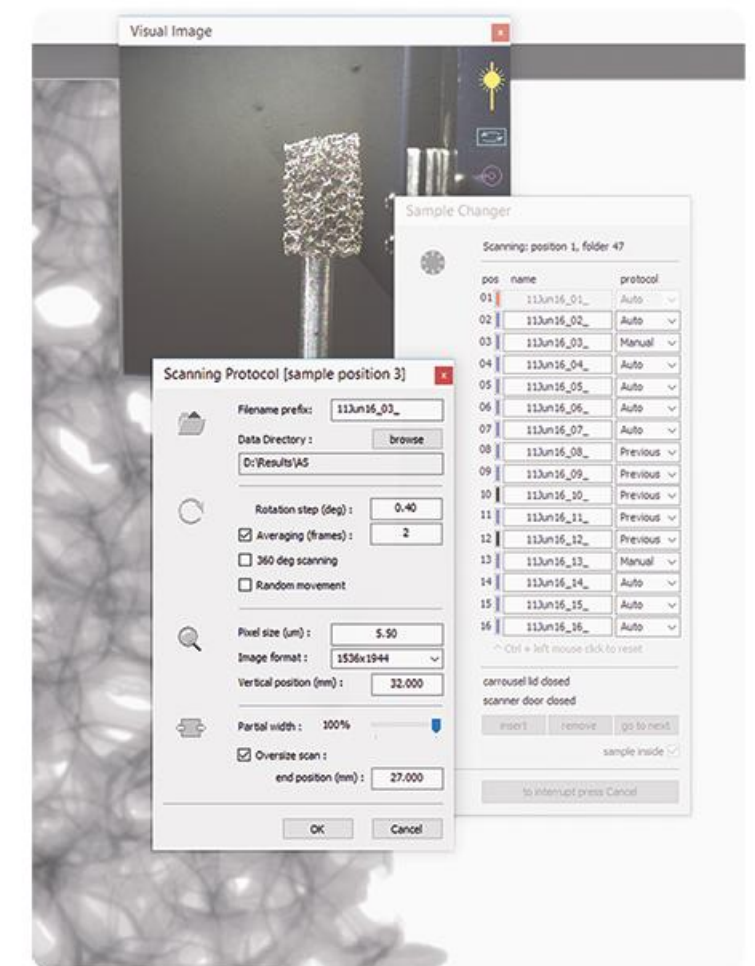 Visual Image
Sample Changer
Scanning: position 1, folder 47
pos name protocol
01 11Jun16_01_ Auto
02 11Jun16_02_ Auto
03 11Jun16_03_ Manual
04 11Jun16_04_ Auto
05 11Jun16_05_ Auto
06 11Jun16_06_ Auto
07 11Jun16_07_ Auto
08 11Jun16_08_ Previous
09 11Jun16_09_ Previous
10 11Jun16_10_ Previous
11 11Jun16_11_ Previous
12 11Jun16_12_ Previous
13 11Jun16_13_ Manual
14 11Jun16_14_ Auto
15 11Jun16_15_ Auto
16 11Jun16_16_ Auto
^ Ctrl + left mouse click to reset
carrousel lid closed
scanner door closed
insert remove go to next
sample inside
to interrupt press Cancel
Scanning Protocol [sample position 3]
Filename prefix: 11Jun16_03_
Data Directory : browse
D:\Results\AS
Rotation step (deg) : 0.40
Averaging (frames) : 2
360 deg scanning
Random movement
Pixel size (um) : 5.50
Image format : 1536x1944
Vertical position (mm) : 32.000
Partial width : 100%
Oversize scan :
end position (mm) : 27.000
OK Cancel